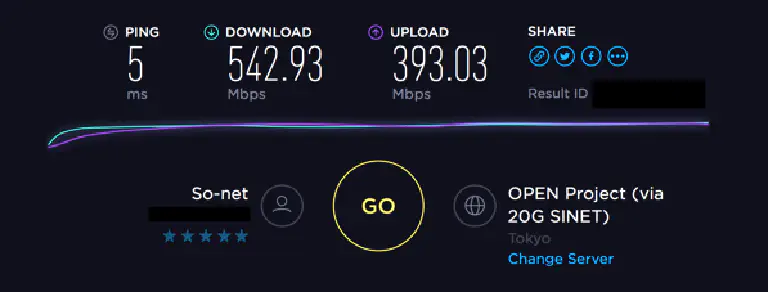 PING
5
ms
DOWNLOAD
542.93
Mbps
UPLOAD
393.03
Mbps
SHARE
Result ID
So-net
GO
OPEN Project (via
20G SINET)
Tokyo
Change Server